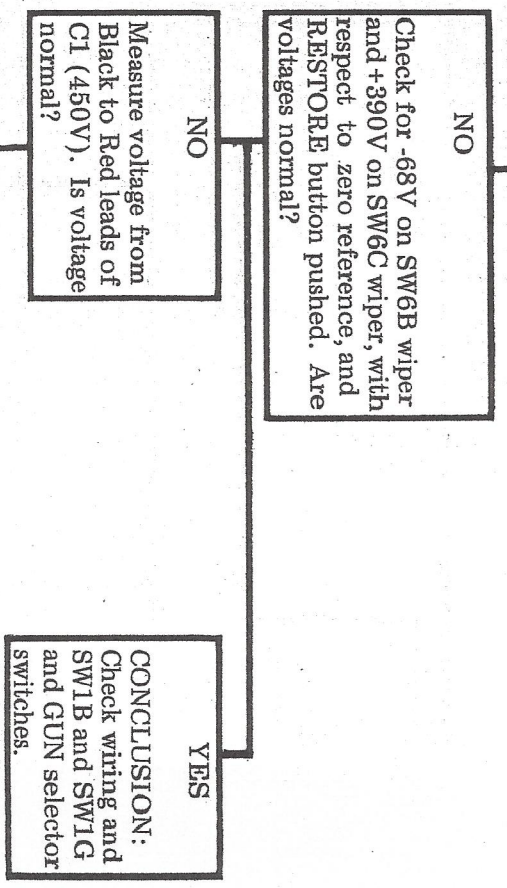 NO
Check for -68V on SW6B wiper
and +390V on SW6C wiper, with
respect to zero reference, and
RESTORE button pushed. Are
voltages normal?
NO
Measure voltage from
Black to Red leads of
C1 (450V). Is voltage
normal?
YES
CONCLUSION:
Check wiring and
SW1B and SW1G
and GUN selector
switches.